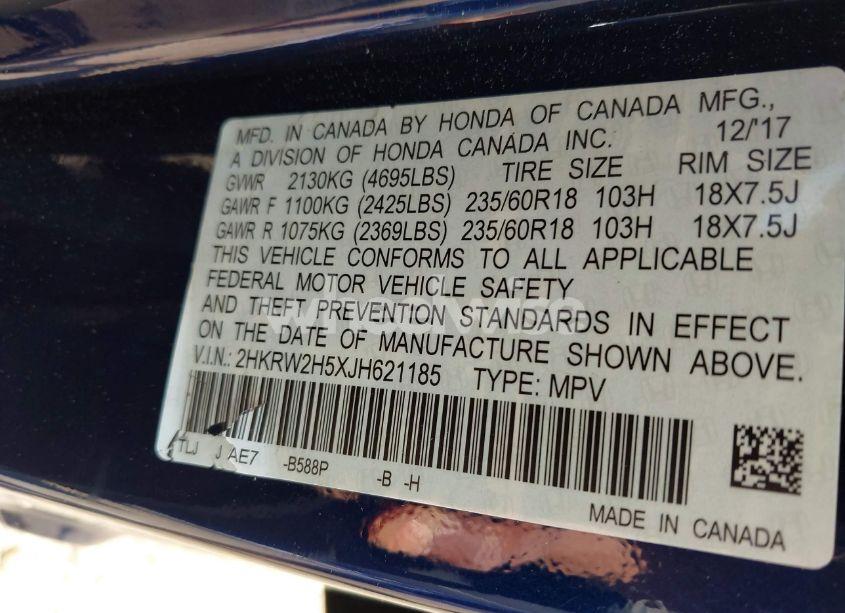 MFD. IN CANADA BY HONDA OF CANADA MFG.,
A DIVISION OF HONDA CANADA INC. 12/'17
GVWR 2130KG (4695LBS) TIRE SIZE RIM SIZE
GAWR F 1100KG (2425LBS) 235/60R18 103H 18X7.5J
GAWR R 1075KG (2369LBS) 235/60R18 103H 18X7.5J
THIS VEHICLE CONFORMS TO ALL APPLICABLE
FEDERAL MOTOR VEHICLE SAFETY
AND THEFT PREVENTION STANDARDS IN EFFECT
ON THE DATE OF MANUFACTURE SHOWN ABOVE.
V.I.N.: 2HKRW2H5XJH621185 TYPE: MPV
TLJ J AE7 -B588P -B -H
MADE IN CANADA